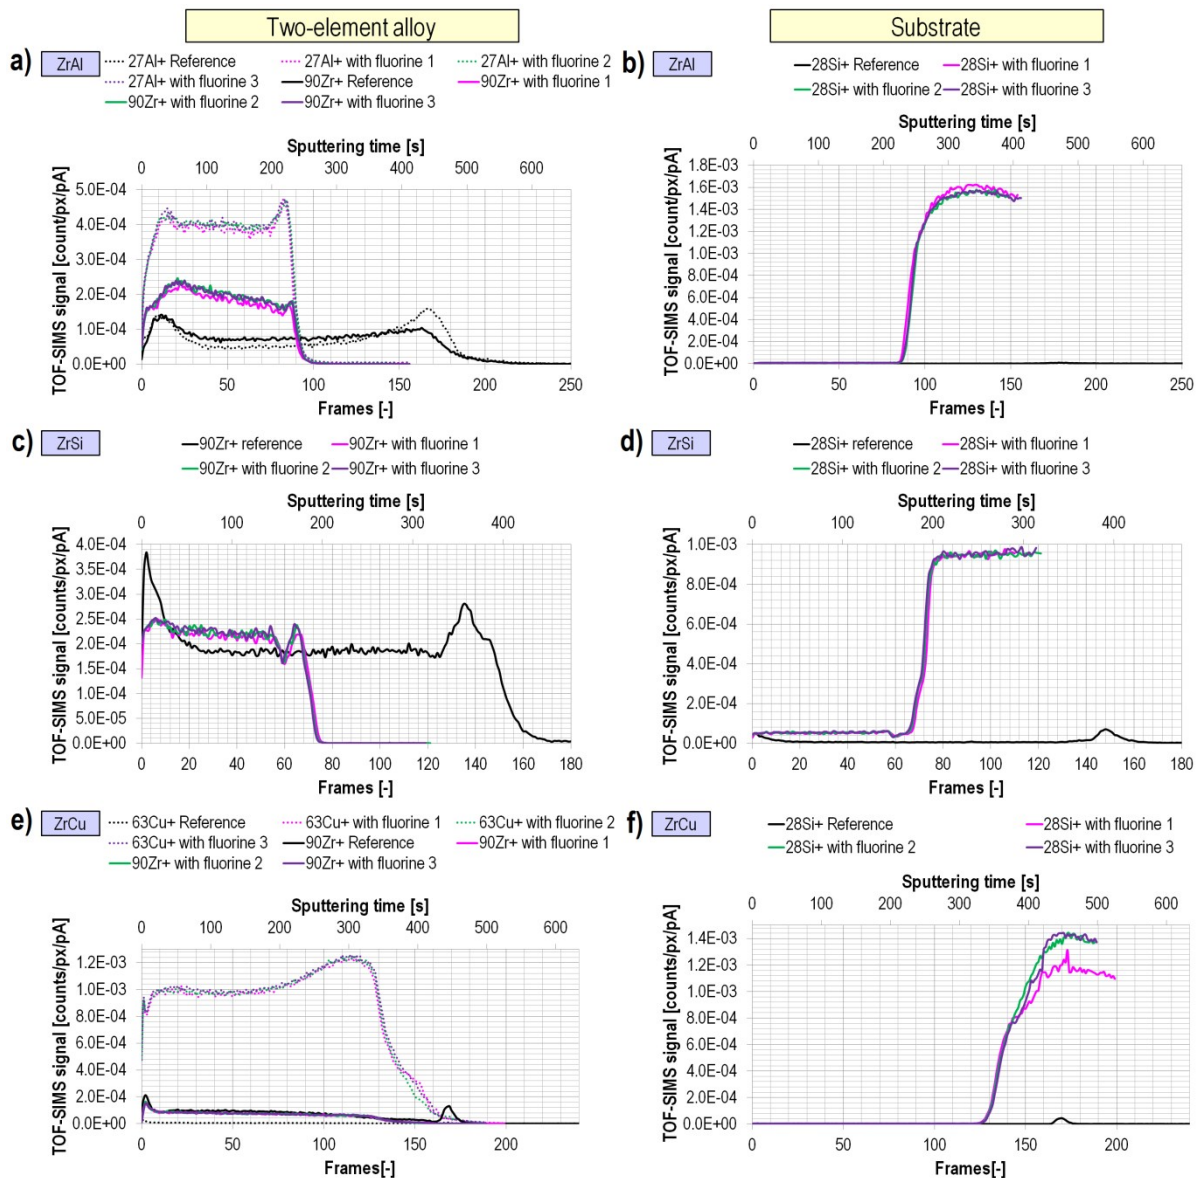 Two-element alloy
Substrate
a) ZrAl
27Al+ Reference 27Al+ with fluorine 1 27Al+ with fluorine 2
27Al+ with fluorine 3 90Zr+ Reference 90Zr+ with fluorine 1
90Zr+ with fluorine 2 90Zr+ with fluorine 3
Sputtering time [s]
0 100 200 300 400 500 600
TOF-SIMS signal [count/px/pA]
5.0E-04
4.0E-04
3.0E-04
2.0E-04
1.0E-04
0.0E+00
0 50 100 150 200 250
Frames [-]
b) ZrAl
28Si+ Reference 28Si+ with fluorine 1
28Si+ with fluorine 2 28Si+ with fluorine 3
Sputtering time [s]
0 100 200 300 400 500 600
TOF-SIMS signal [count/px/pA]
1.8E-03
1.6E-03
1.4E-03
1.2E-03
1.0E-03
8.0E-04
6.0E-04
4.0E-04
2.0E-04
0.0E+00
0 50 100 150 200 250
Frames [-]
c) ZrSi
90Zr+ reference 90Zr+ with fluorine 1
90Zr+ with fluorine 2 90Zr+ with fluorine 3
Sputtering time [s]
0 100 200 300 400
TOF-SIMS signal [counts/px/pA]
4.0E-04
3.5E-04
3.0E-04
2.5E-04
2.0E-04
1.5E-04
1.0E-04
5.0E-05
0.0E+00
0 20 40 60 80 100 120 140 160 180
Frames [-]
d) ZrSi
28Si+ reference 28Si+ with fluorine 1
28Si+ with fluorine 2 28Si+ with fluorine 3
Sputtering time [s]
0 100 200 300 400
TOF-SIMS signal [counts/px/pA]
1.0E-03
8.0E-04
6.0E-04
4.0E-04
2.0E-04
0.0E+00
0 20 40 60 80 100 120 140 160 180
Frames [-]
e) ZrCu
63Cu+ Reference 63Cu+ with fluorine 1 63Cu+ with fluorine 2
63Cu+ with fluorine 3 90Zr+ Reference 90Zr+ with fluorine 1
90Zr+ with fluorine 2 90Zr+ with fluorine 3
Sputtering time [s]
0 100 200 300 400 500 600
TOF-SIMS signal [counts/px/pA]
1.2E-03
1.0E-03
8.0E-04
6.0E-04
4.0E-04
2.0E-04
0.0E+00
0 50 100 150 200
Frames[-]
f) ZrCu
28Si+ Reference 28Si+ with fluorine 1
28Si+ with fluorine 2 28Si+ with fluorine 3
Sputtering time [s]
0 100 200 300 400 500 600
TOF-SIMS signal [counts/px/pA]
1.4E-03
1.2E-03
1.0E-03
8.0E-04
6.0E-04
4.0E-04
2.0E-04
0.0E+00
0 50 100 150 200
Frames[-]